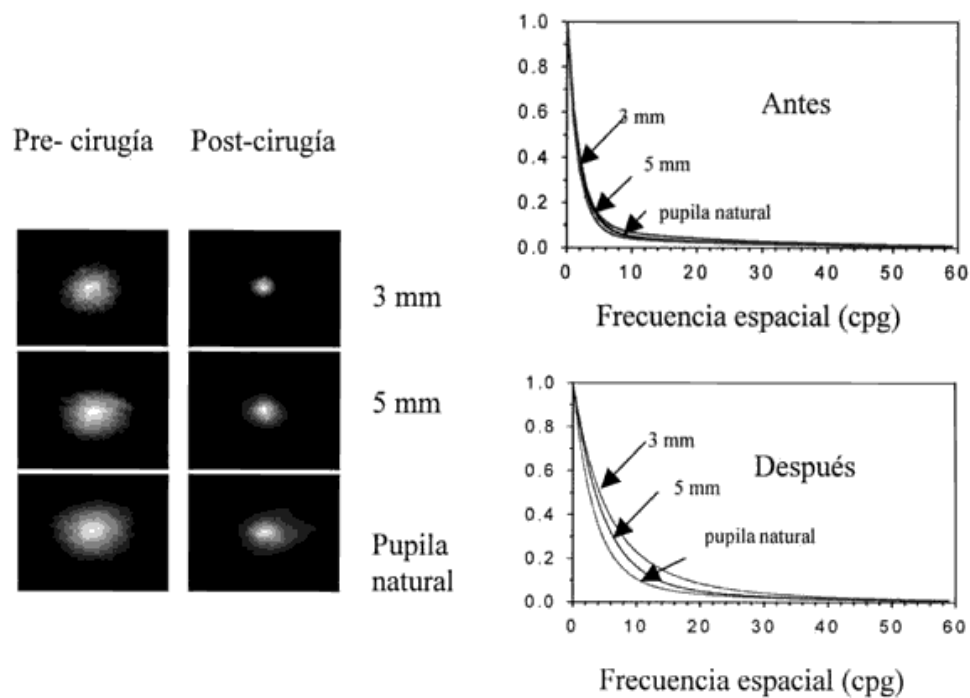 Pre- cirugía
Post-cirugía
3 mm
5 mm
Pupila
natural
1.0
0.8
0.6
0.4
0.2
0.0
Antes
3 mm
5 mm
pupila natural
0 10 20 30 40 50 60
Frecuencia espacial (cpg)
1.0
0.8
0.6
0.4
0.2
0.0
Después
3 mm
5 mm
pupila natural
0 10 20 30 40 50 60
Frecuencia espacial (cpg)